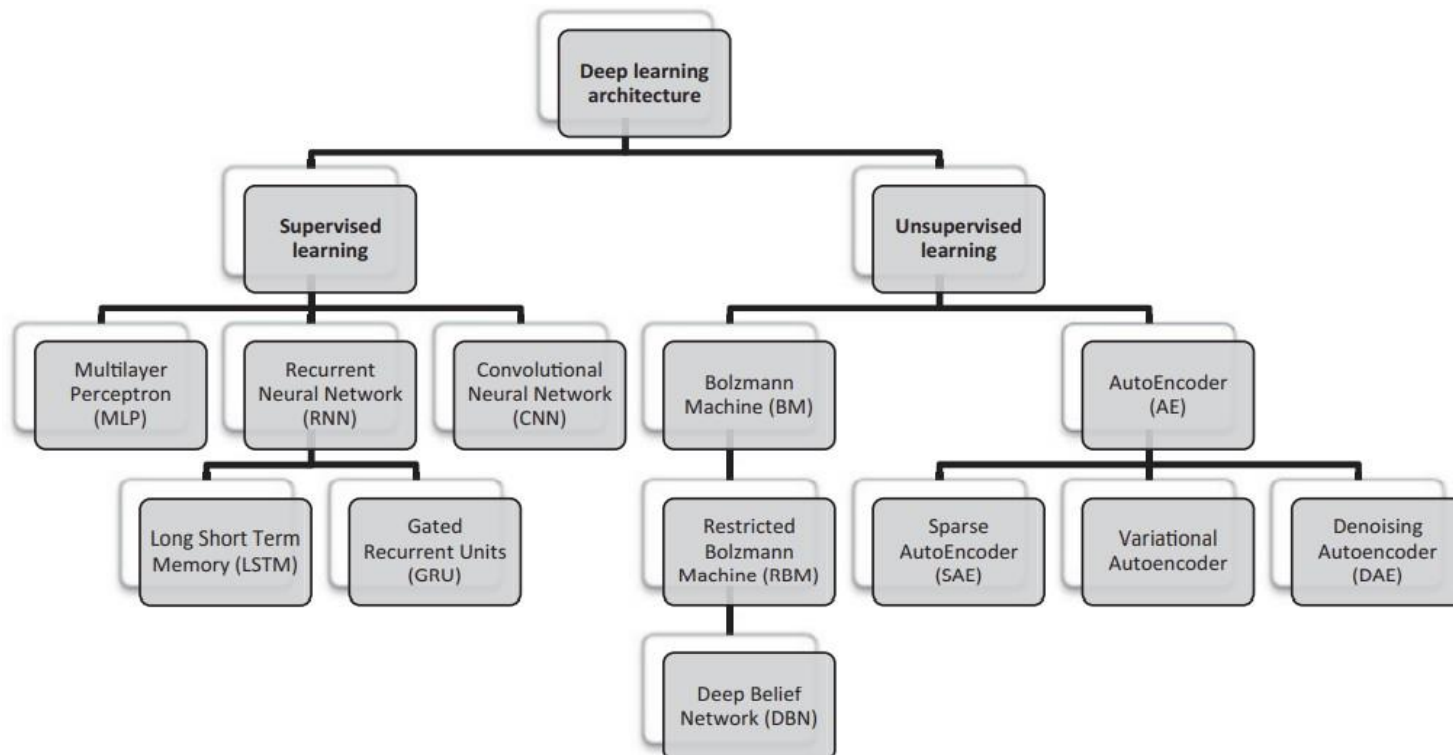 Deep learning
architecture
Supervised
learning
Unsupervised
learning
Multilayer
Perceptron
(MLP)
Recurrent
Neural Network
(RNN)
Convolutional
Neural Network
(CNN)
Bolzmann
Machine (BM)
AutoEncoder
(AE)
Long Short Term
Memory (LSTM)
Gated
Recurrent Units
(GRU)
Restricted
Bolzmann
Machine (RBM)
Sparse
AutoEncoder
(SAE)
Variational
Autoencoder
Denoising
Autoencoder
(DAE)
Deep Belief
Network (DBN)